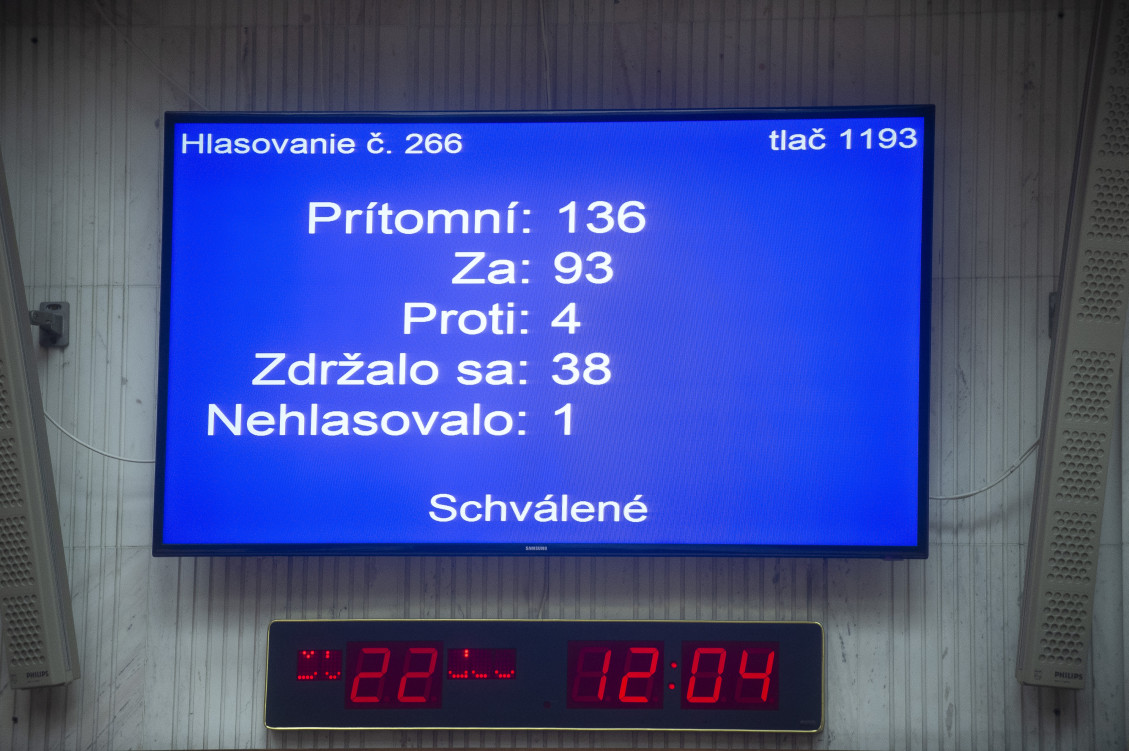 Hlasovanie č. 266 tlač 1193
Prítomní: 136
Za: 93
Proti: 4
Zdržalo sa: 38
Nehlasovalo: 1
Schválené
SAMSUNG
22 12:04
PHILIPS
PHILIPS